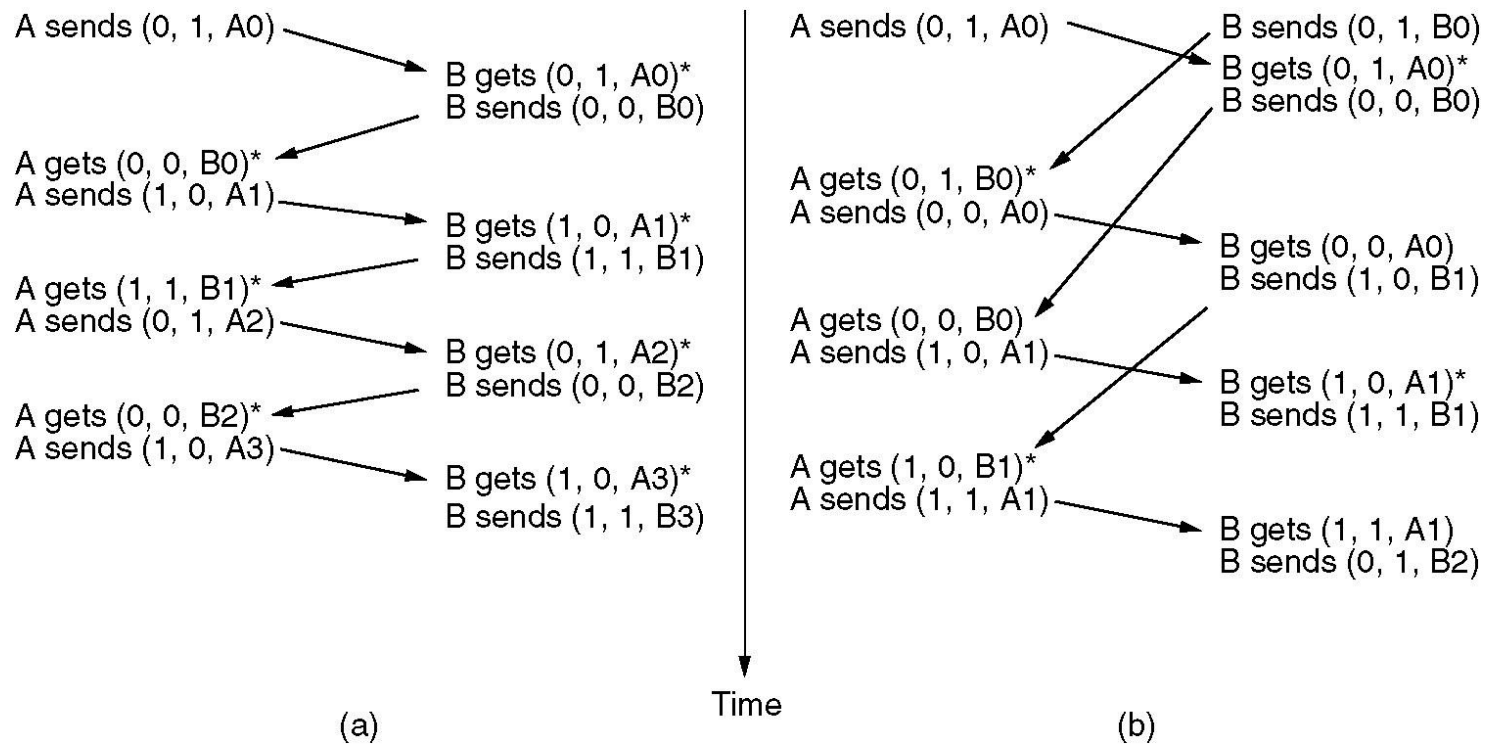 A sends (0, 1, A0)
B gets (0, 1, A0)*
B sends (0, 0, B0)
A gets (0, 0, B0)*
A sends (1, 0, A1)
B gets (1, 0, A1)*
B sends (1, 1, B1)
A gets (1, 1, B1)*
A sends (0, 1, A2)
B gets (0, 1, A2)*
B sends (0, 0, B2)
A gets (0, 0, B2)*
A sends (1, 0, A3)
B gets (1, 0, A3)*
B sends (1, 1, B3)
(a)
Time
A sends (0, 1, A0)
B sends (0, 1, B0)
B gets (0, 1, A0)*
B sends (0, 0, B0)
A gets (0, 1, B0)*
A sends (0, 0, A0)
B gets (0, 0, A0)
B sends (1, 0, B1)
A gets (0, 0, B0)
A sends (1, 0, A1)
B gets (1, 0, A1)*
B sends (1, 1, B1)
A gets (1, 0, B1)*
A sends (1, 1, A1)
B gets (1, 1, A1)
B sends (0, 1, B2)
(b)